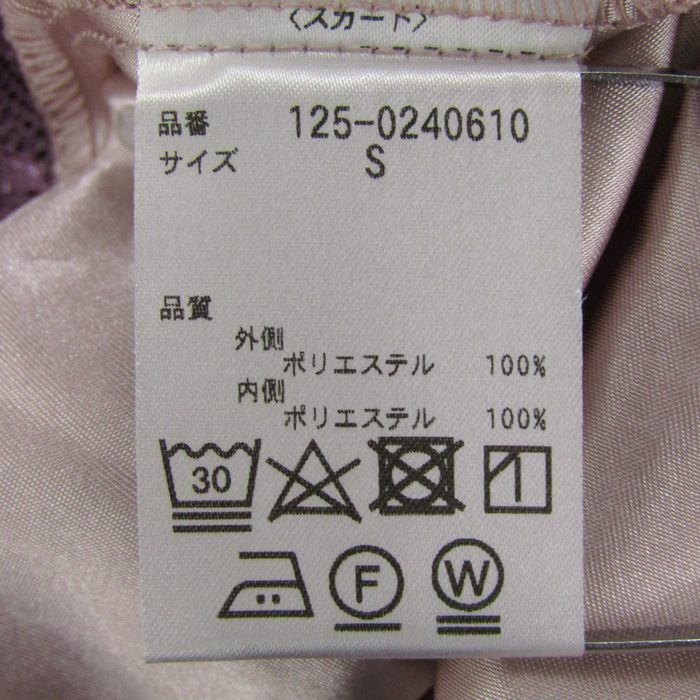 〈スカート〉
品番 125-0240610
サイズ S
品質
外側
ポリエステル 100%
内側
ポリエステル 100%
30
F
W